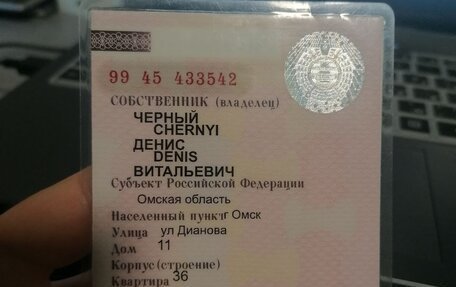 99 45 433542
СОБСТВЕННИК (владелец)
ЧЕРНЫЙ
CHERNYI
ДЕНИС
DENIS
ВИТАЛЬЕВИЧ
Субъект Российской Федерации
Омская область
Населенный пункт г Омск
Улица ул Дианова
Дом 11
Корпус (строение)
Квартира 36